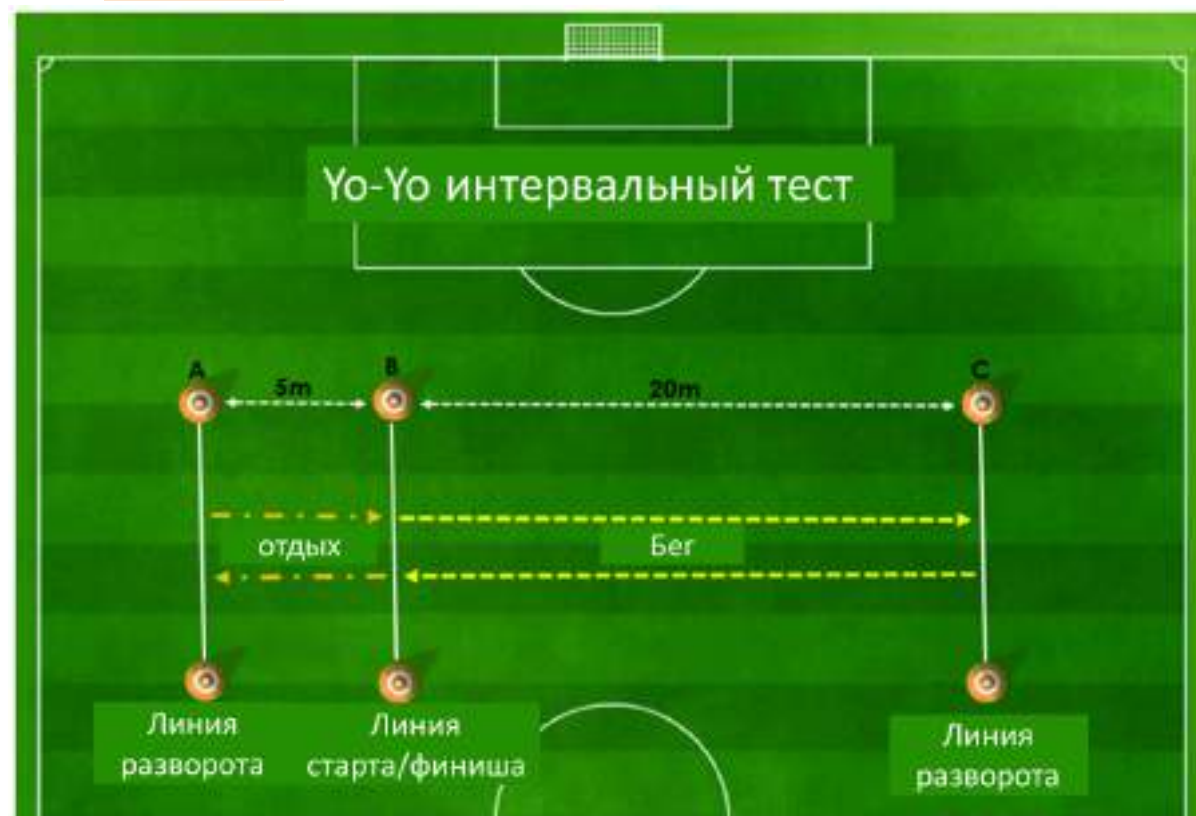 Yo-Yo интервальный тест
A
B
C
5m
20m
отдых
Бег
Линия
разворота
Линия
старта/финиша
Линия
разворота